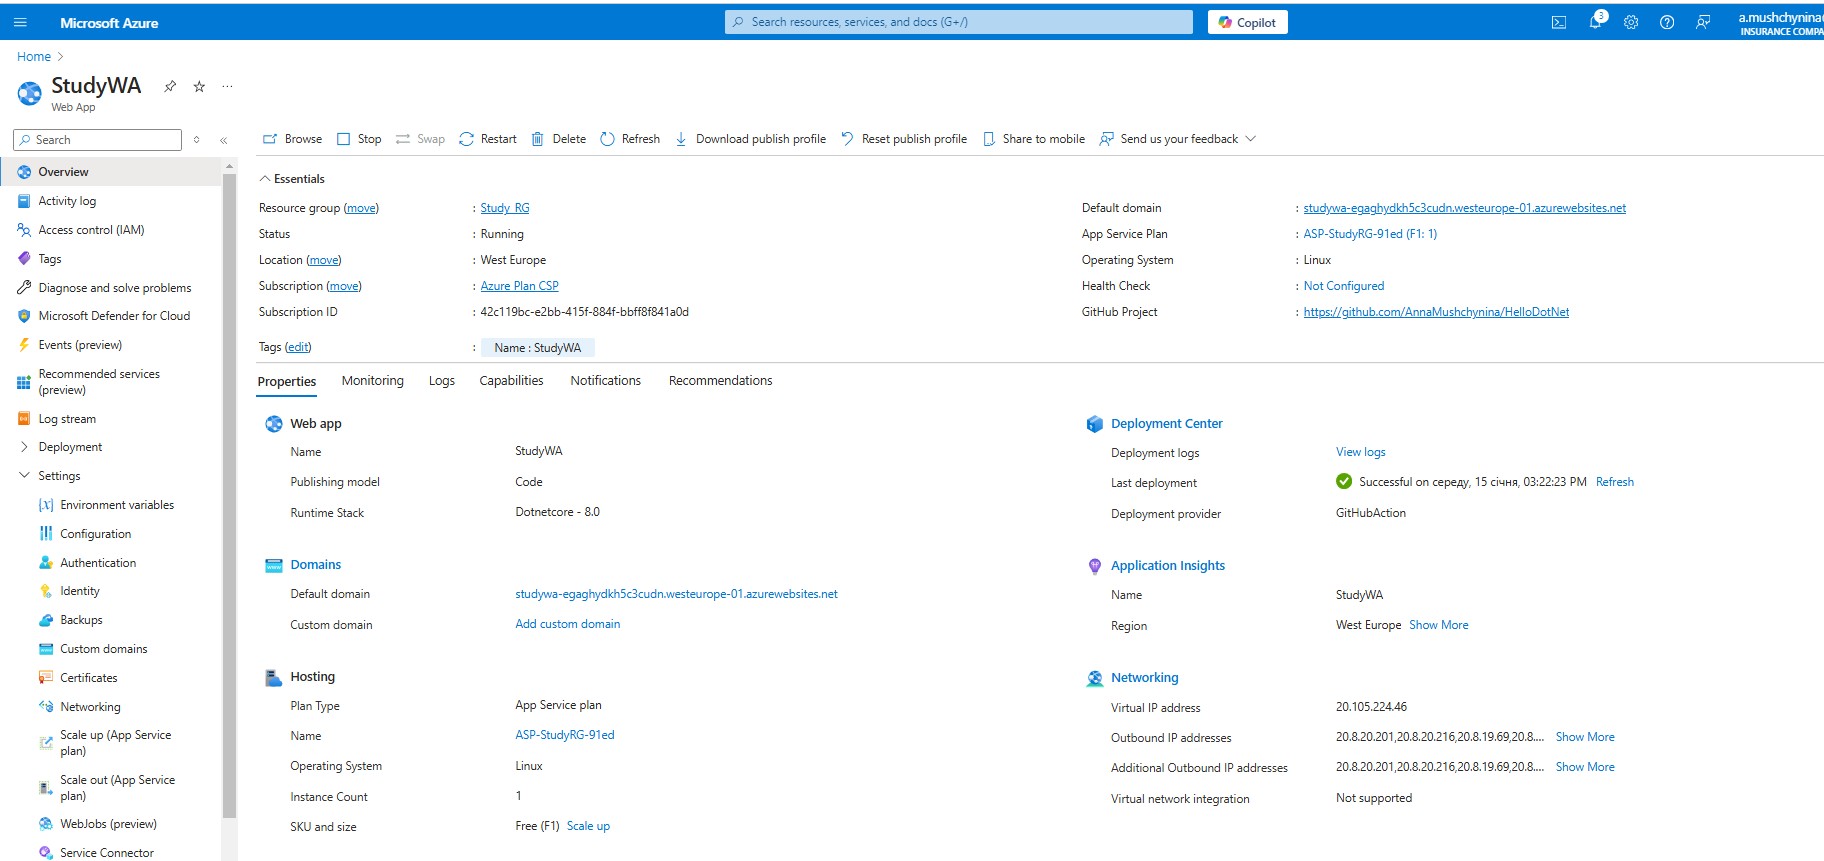 Microsoft Azure
Search resources, services, and docs (G+/)
Copilot
3
a.mushchynina
INSURANCE COMPA
Home
StudyWA
Web App
Search
Browse
Stop
Swap
Restart
Delete
Refresh
Download publish profile
Reset publish profile
Share to mobile
Send us your feedback
Overview
Activity log
Access control (IAM)
Tags
Diagnose and solve problems
Microsoft Defender for Cloud
Events (preview)
Recommended services
(preview)
Log stream
Deployment
Settings
Environment variables
Configuration
Authentication
Identity
Backups
Custom domains
Certificates
Networking
Scale up (App Service
plan)
Scale out (App Service
plan)
WebJobs (preview)
Service Connector
Essentials
Resource group (move) : Study_RG
Status : Running
Location (move) : West Europe
Subscription (move) : Azure Plan CSP
Subscription ID : 42c119bc-e2bb-415f-884f-bbff8f841a0d
Tags (edit) : Name : StudyWA
Default domain : studywa-egaghydkh5c3cudn.westeurope-01.azurewebsites.net
App Service Plan : ASP-StudyRG-91ed (F1: 1)
Operating System : Linux
Health Check : Not Configured
GitHub Project : https://github.com/AnnaMushchynina/HelloDotNet
Properties
Monitoring
Logs
Capabilities
Notifications
Recommendations
Web app
Name StudyWA
Publishing model Code
Runtime Stack Dotnetcore - 8.0
Domains
Default domain studywa-egaghydkh5c3cudn.westeurope-01.azurewebsites.net
Custom domain Add custom domain
Hosting
Plan Type App Service plan
Name ASP-StudyRG-91ed
Operating System Linux
Instance Count 1
SKU and size Free (F1) Scale up
Deployment Center
Deployment logs View logs
Last deployment Successful on середу, 15 січня, 03:22:23 PM Refresh
Deployment provider GitHubAction
Application Insights
Name StudyWA
Region West Europe Show More
Networking
Virtual IP address 20.105.224.46
Outbound IP addresses 20.8.20.201,20.8.20.216,20.8.19.69,20.8.... Show More
Additional Outbound IP addresses 20.8.20.201,20.8.20.216,20.8.19.69,20.8.... Show More
Virtual network integration Not supported